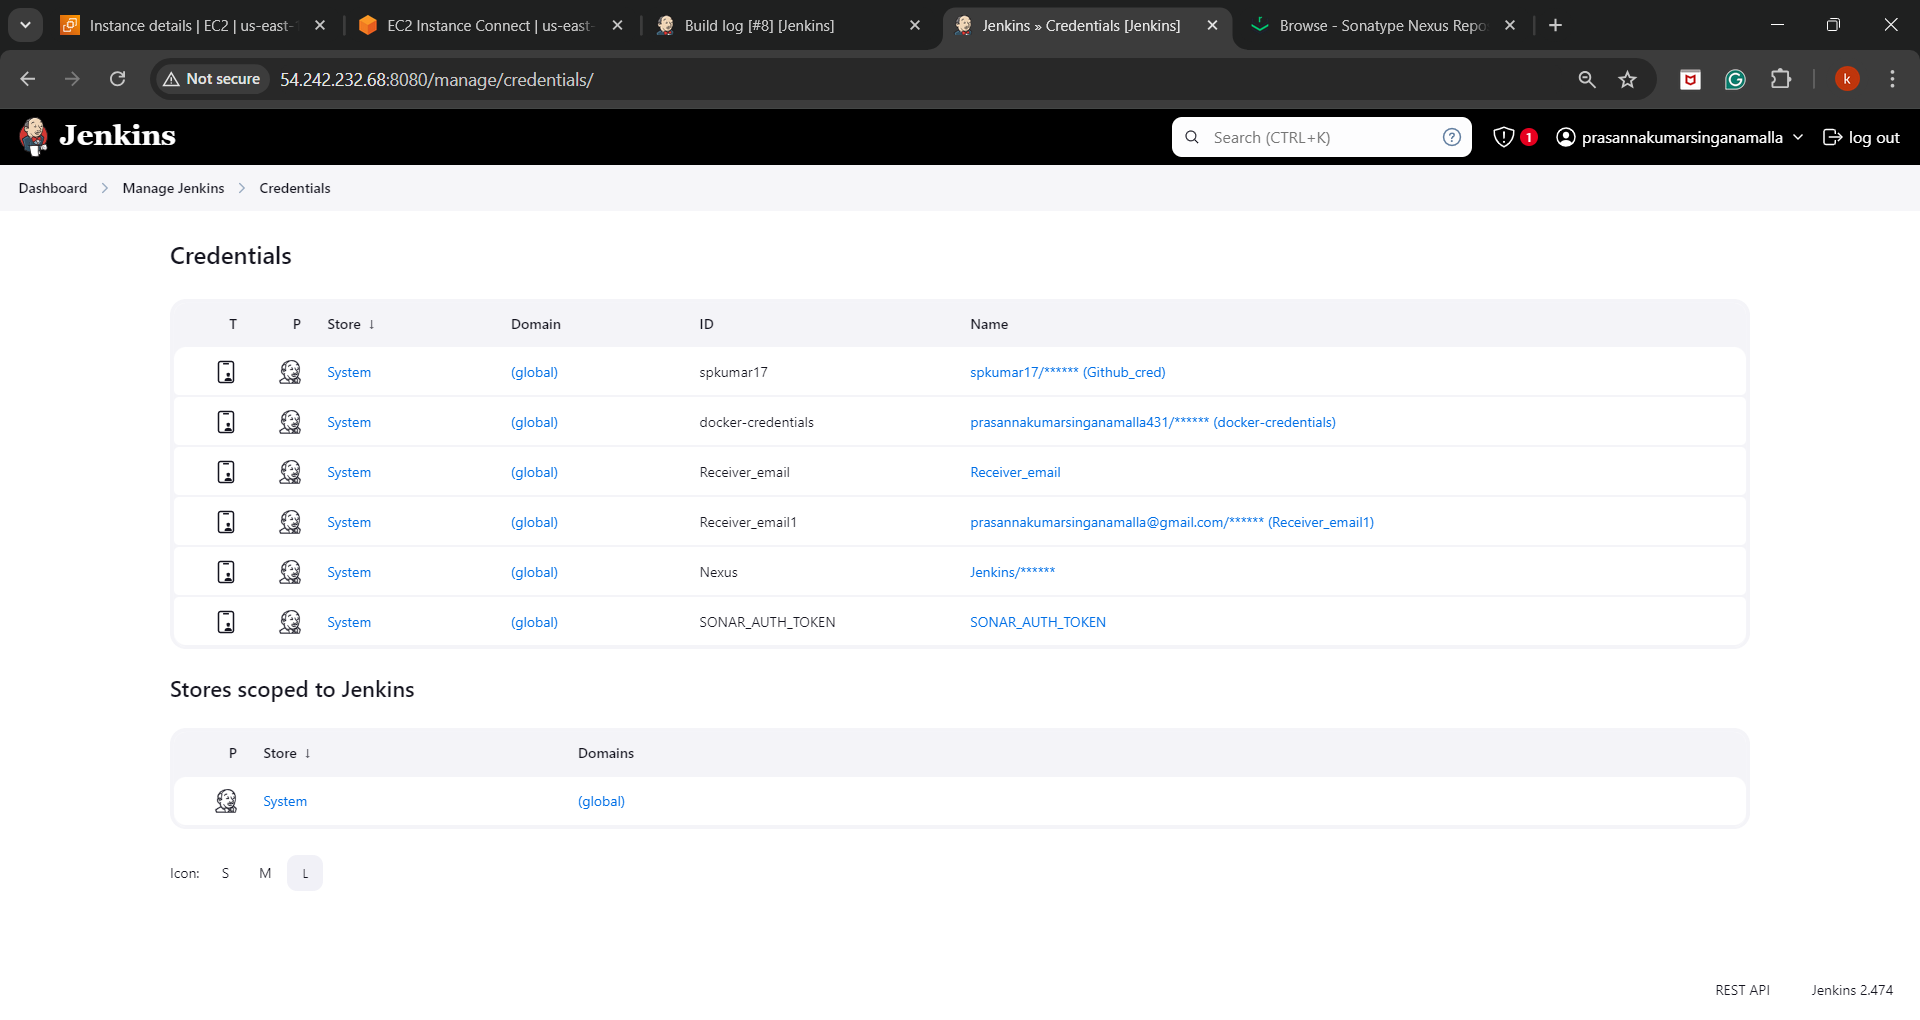 Instance details | EC2 | us-east-1
EC2 Instance Connect | us-east-
Build log [#8] [Jenkins]
Jenkins » Credentials [Jenkins]
Browse - Sonatype Nexus Repo
Not secure
54.242.232.68:8080/manage/credentials/
k
Jenkins
Search (CTRL+K)
?
1
prasannakumarsinganamalla
log out
Dashboard
Manage Jenkins
Credentials
Credentials
T P Store ↓ Domain ID Name
System (global) spkumar17 spkumar17/****** (Github_cred)
System (global) docker-credentials prasannakumarsinganamalla431/****** (docker-credentials)
System (global) Receiver_email Receiver_email
System (global) Receiver_email1 prasannakumarsinganamalla@gmail.com/****** (Receiver_email1)
System (global) Nexus Jenkins/******
System (global) SONAR_AUTH_TOKEN SONAR_AUTH_TOKEN
Stores scoped to Jenkins
P Store ↓ Domains
System (global)
Icon: S M L
REST API Jenkins 2.474